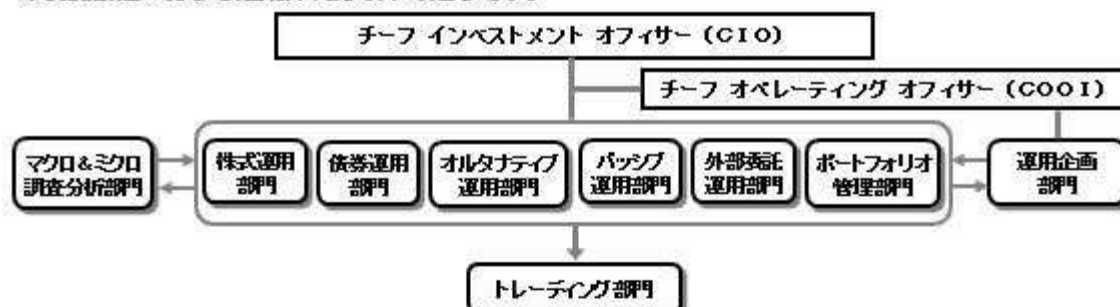 チーフ インベストメント オフィサー (CIO)
チーフ オペレーティング オフィサー (COOI)
マクロ&ミクロ
調査分析部門
株式運用
部門
債券運用
部門
オルタナティブ
運用部門
パッシブ
運用部門
外部委託
運用部門
ポートフォリオ
管理部門
運用企画
部門
トレーディング部門